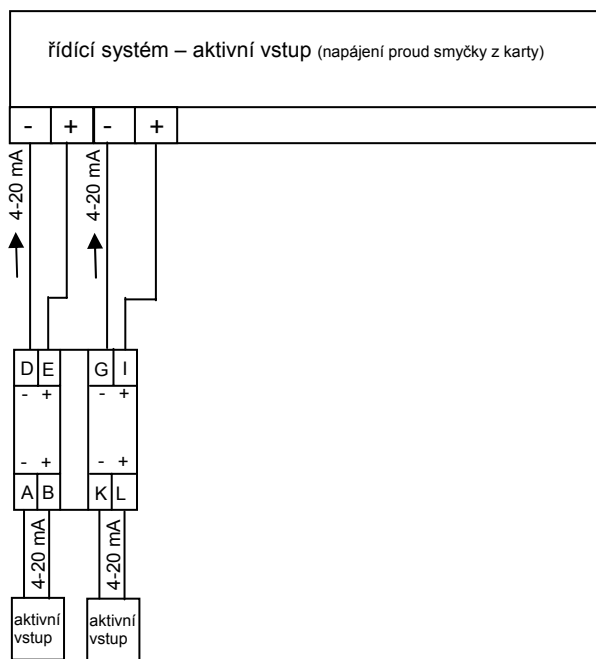 řídící systém – aktivní vstup (napájení proud smyčky z karty)
- + - +
4-20 mA 4-20 mA
D E G I
- + - +
- + - +
A B K L
4-20 mA 4-20 mA
aktivní vstup
aktivní vstup